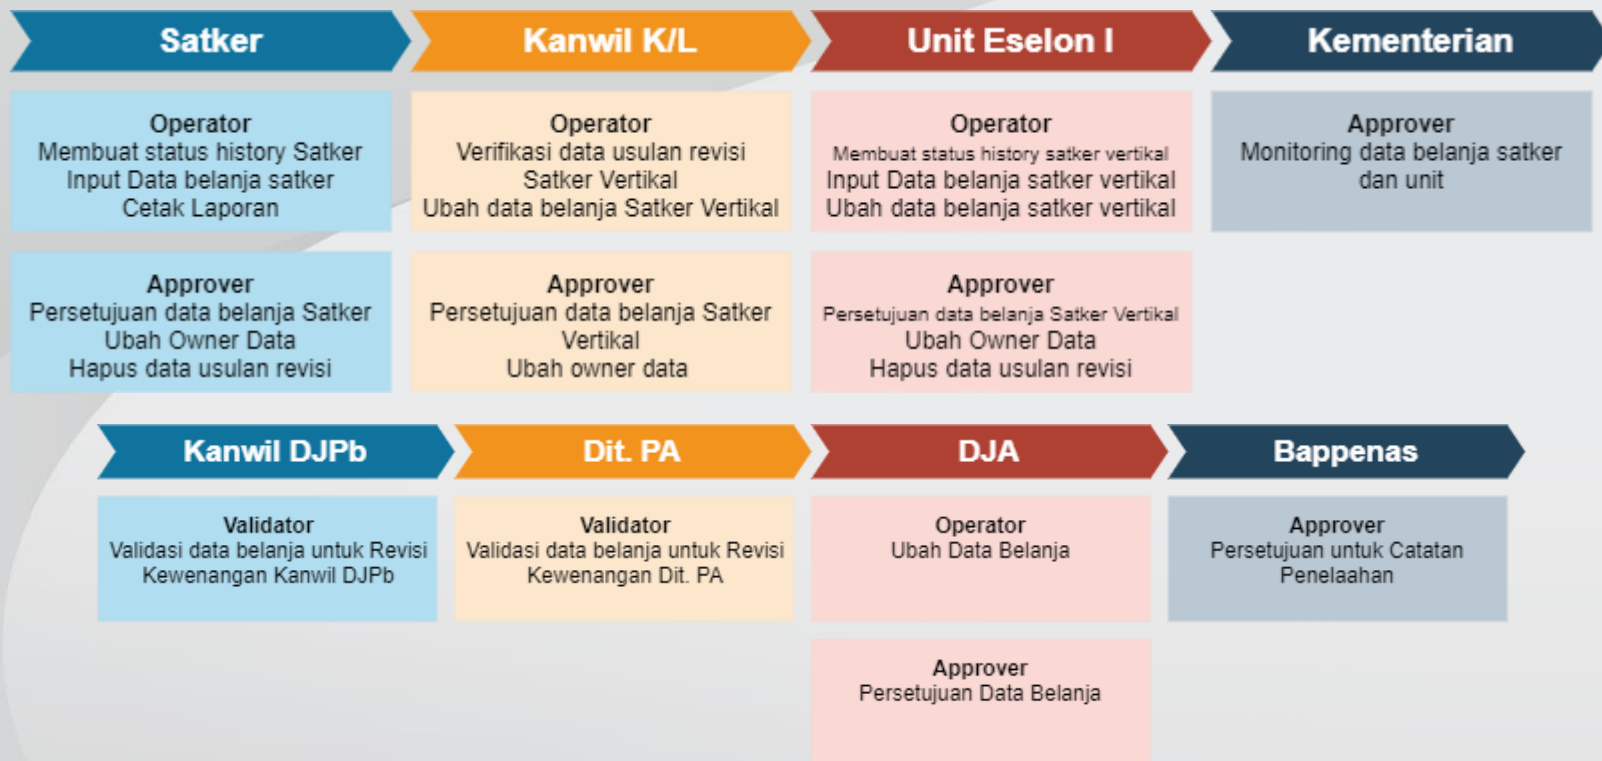 Satker
Kanwil K/L
Unit Eselon I
Kementerian
Operator
Membuat status history Satker
Input Data belanja satker
Cetak Laporan
Operator
Verifikasi data usulan revisi
Satker Vertikal
Ubah data belanja Satker Vertikal
Operator
Membuat status history satker vertikal
Input Data belanja satker vertikal
Ubah data belanja satker vertikal
Approver
Monitoring data belanja satker
dan unit
Approver
Persetujuan data belanja Satker
Ubah Owner Data
Hapus data usulan revisi
Approver
Persetujuan data belanja Satker
Vertikal
Ubah owner data
Approver
Persetujuan data belanja Satker Vertikal
Ubah Owner Data
Hapus data usulan revisi
Kanwil DJPb
Dit. PA
DJA
Bappenas
Validator
Validasi data belanja untuk Revisi
Kewenangan Kanwil DJPb
Validator
Validasi data belanja untuk Revisi
Kewenangan Dit. PA
Operator
Ubah Data Belanja
Approver
Persetujuan untuk Catatan
Penelaahan
Approver
Persetujuan Data Belanja